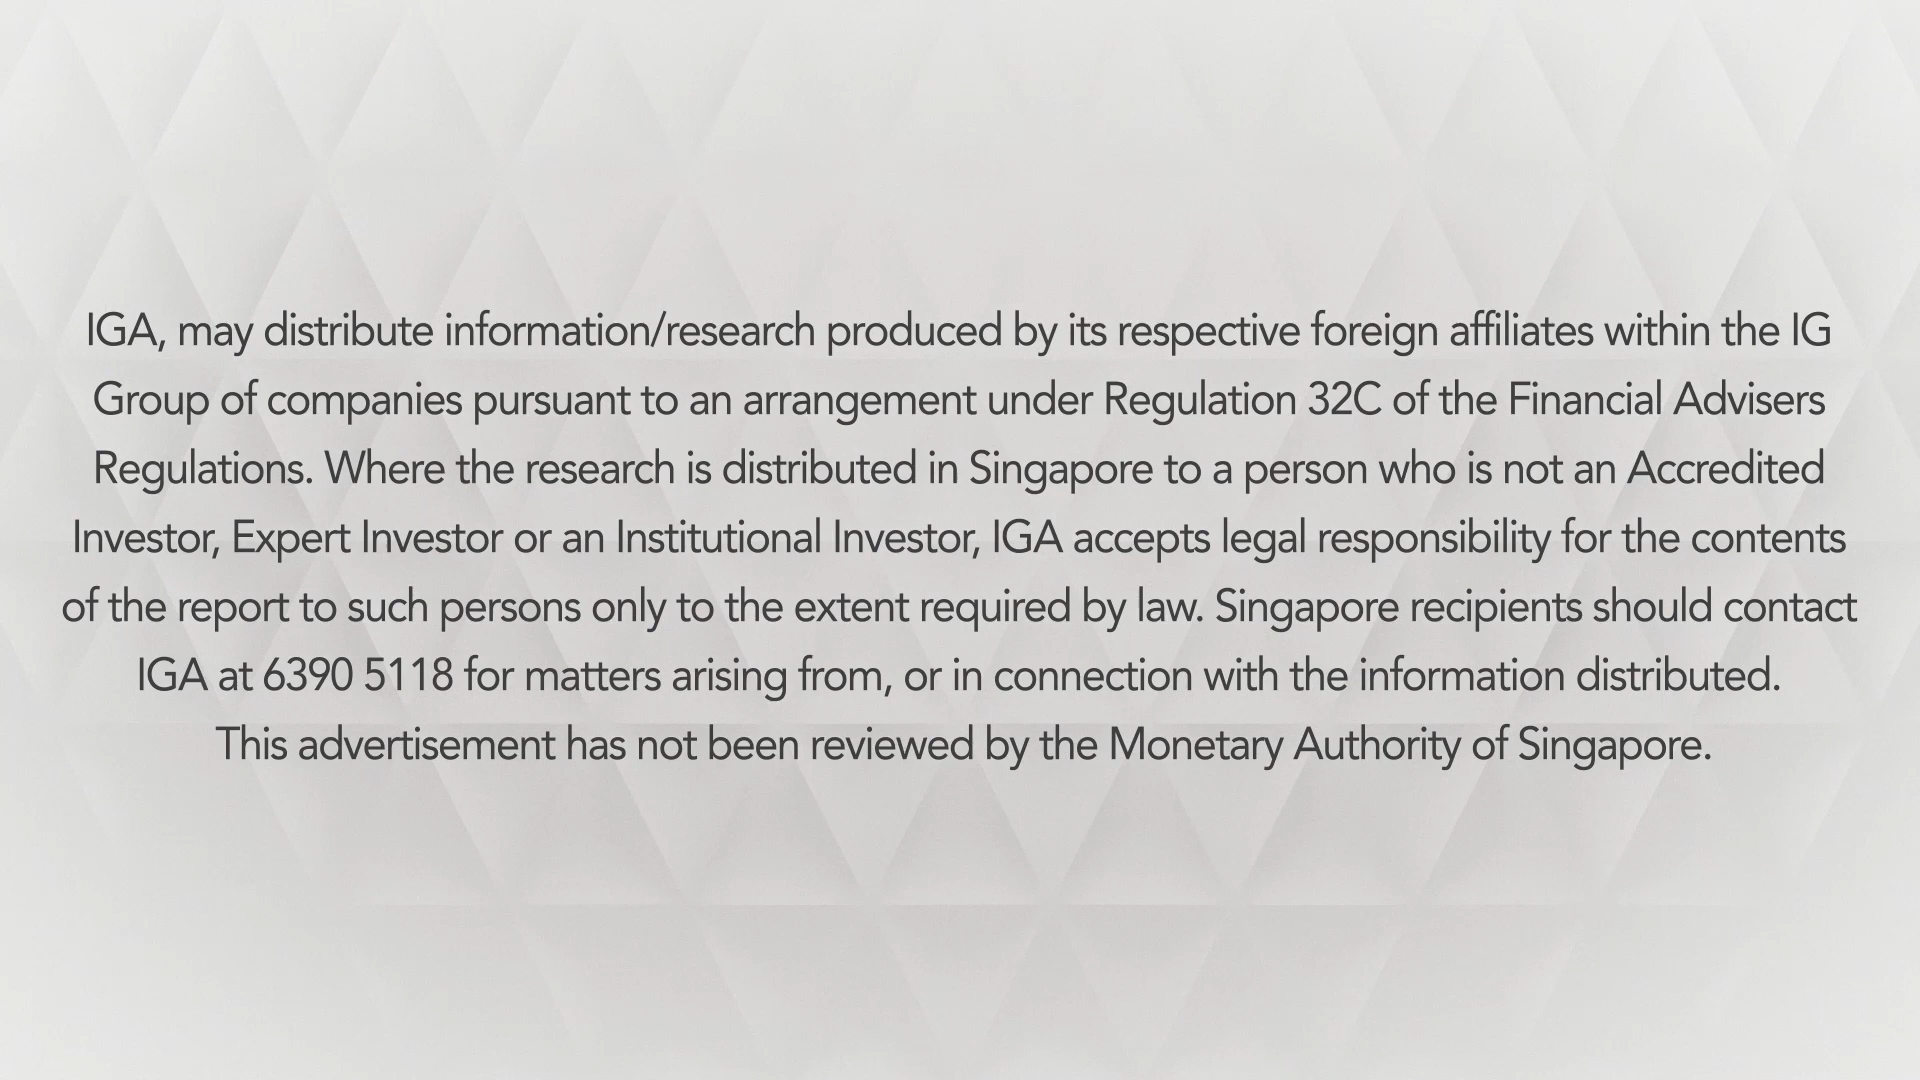 IGA, may distribute information/research produced by its respective foreign affiliates within the IG
Group of companies pursuant to an arrangement under Regulation 32C of the Financial Advisers
Regulations. Where the research is distributed in Singapore to a person who is not an Accredited
Investor, Expert Investor or an Institutional Investor, IGA accepts legal responsibility for the contents
of the report to such persons only to the extent required by law. Singapore recipients should contact
IGA at 6390 5118 for matters arising from, or in connection with the information distributed.
This advertisement has not been reviewed by the Monetary Authority of Singapore.